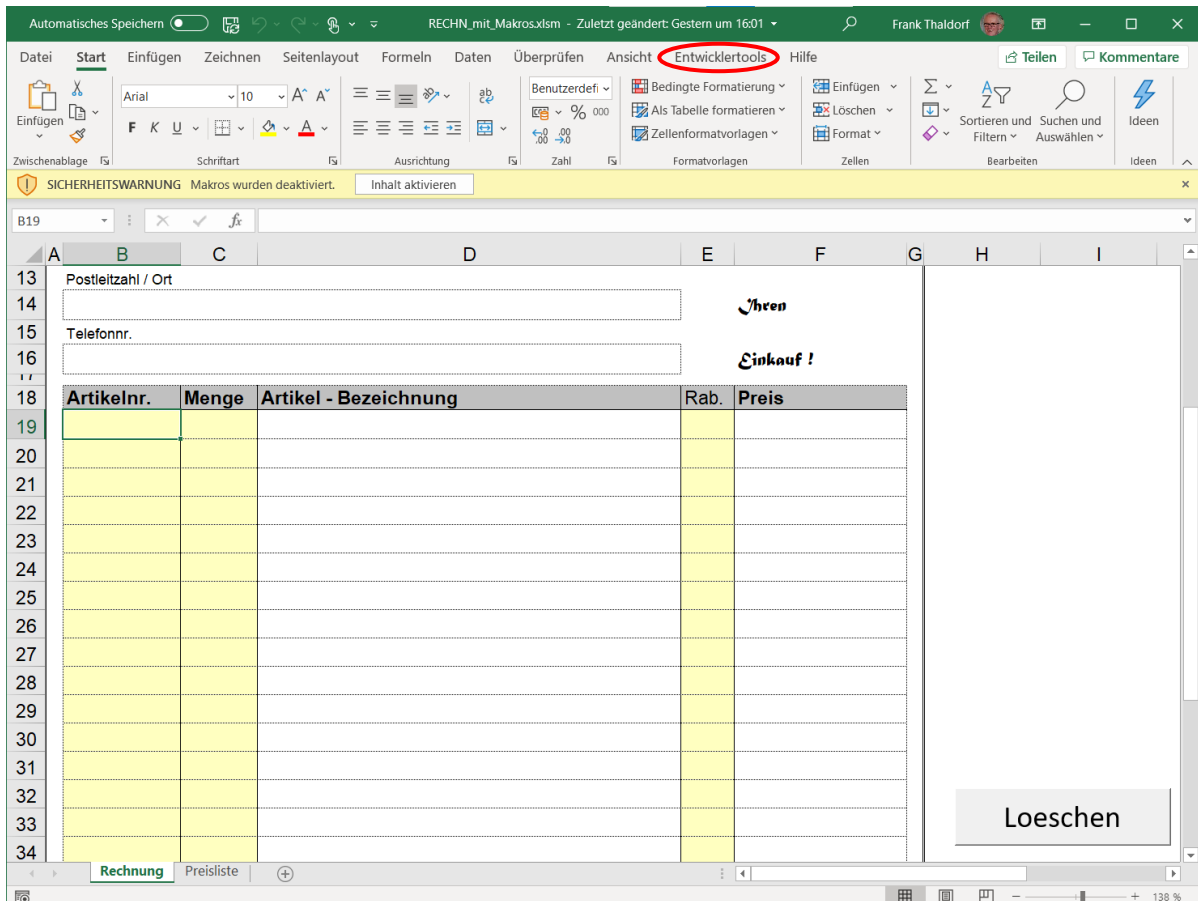 Automatisches Speichern RECHN_mit_Makros.xlsm - Zuletzt geändert: Gestern um 16:01 Frank Thaldorf
Datei Start Einfügen Zeichnen Seitenlayout Formeln Daten Überprüfen Ansicht Entwicklertools Hilfe Teilen Kommentare
Arial 10 A A ab Benutzerdefi Bedingte Formatierung Einfügen Σ
Einfügen % 000 Als Tabelle formatieren Löschen Sortieren und Suchen und Ideen
F K U A Zellenformatvorlagen Format Filtern Auswählen
Zwischenablage Schriftart Ausrichtung Zahl Formatvorlagen Zellen Bearbeiten Ideen
SICHERHEITSWARNUNG Makros wurden deaktiviert. Inhalt aktivieren
B19 fx
A B C D E F G H I
13 Postleitzahl / Ort
14 Ihren
15 Telefonnr.
16 Einkauf !
17
18 Artikelnr. Menge Artikel - Bezeichnung Rab. Preis
19
20
21
22
23
24
25
26
27
28
29
30
31
32
33 Loeschen
34
Rechnung Preisliste
138 %